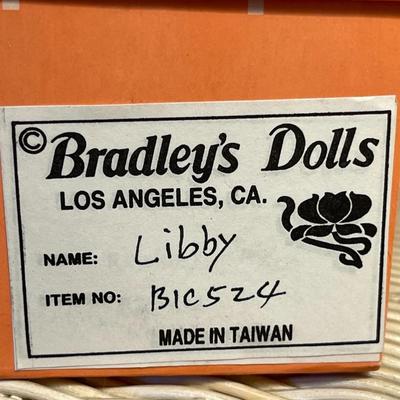 © Bradley's Dolls
LOS ANGELES, CA.
NAME: Libby
ITEM NO: B1C524
MADE IN TAIWAN